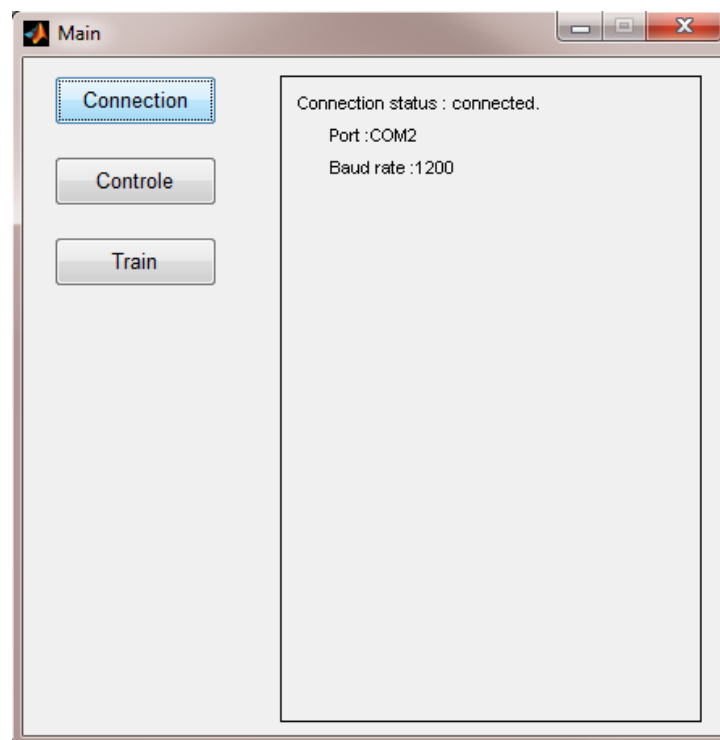 Main
Connection
Controle
Train
Connection status : connected.
Port :COM2
Baud rate :1200